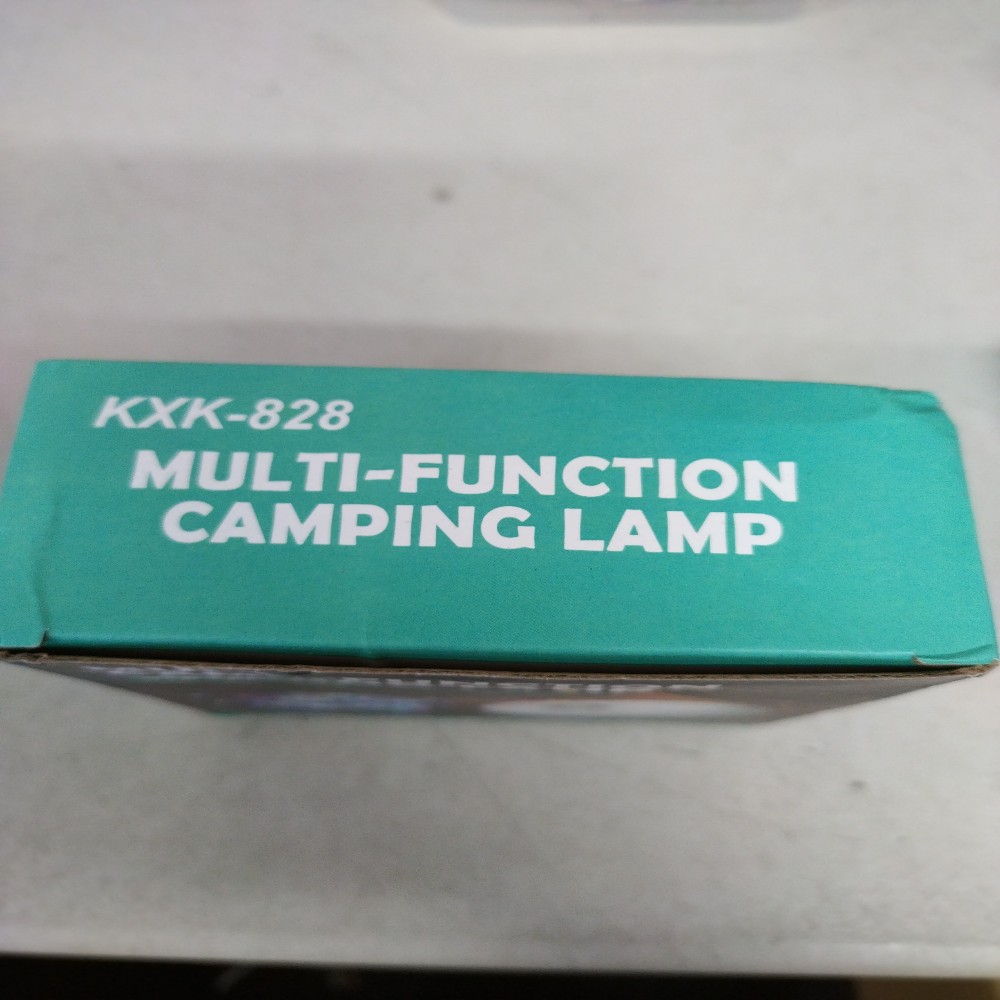 KXK-828
MULTI-FUNCTION
CAMPING LAMP